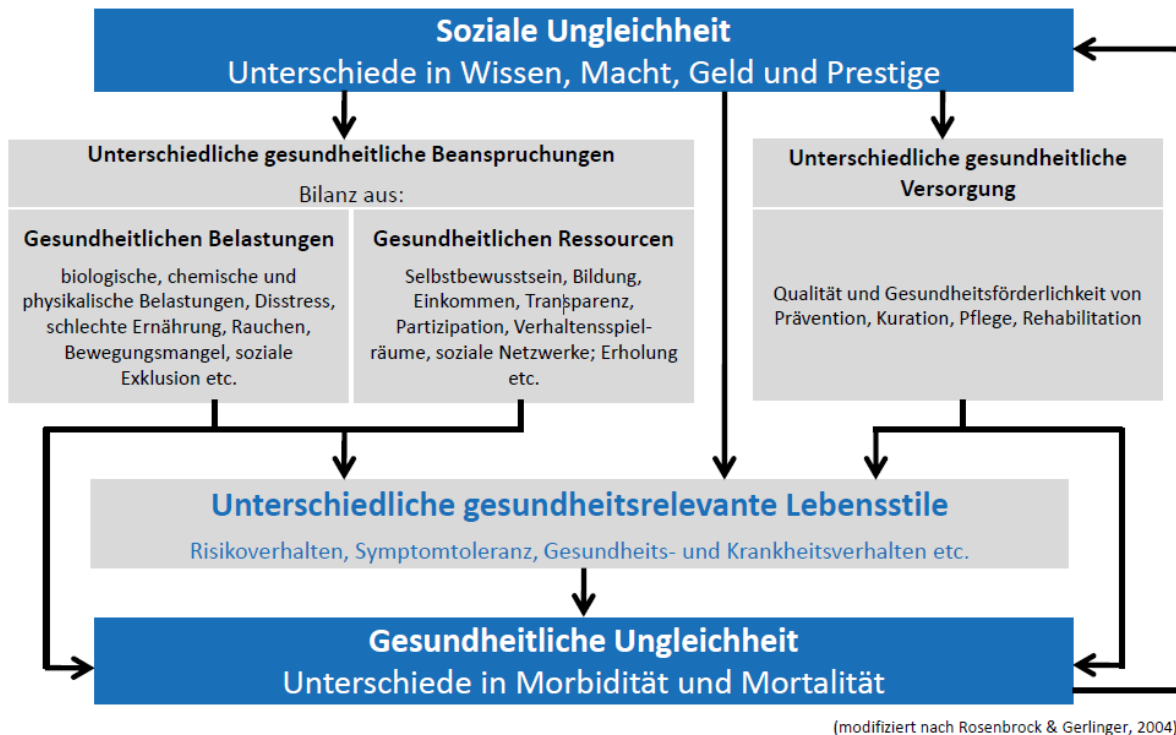 Soziale Ungleichheit
Unterschiede in Wissen, Macht, Geld und Prestige
Unterschiedliche gesundheitliche Beanspruchungen
Bilanz aus:
Gesundheitlichen Belastungen
biologische, chemische und
physikalische Belastungen, Disstress,
schlechte Ernährung, Rauchen,
Bewegungsmangel, soziale
Exklusion etc.
Gesundheitlichen Ressourcen
Selbstbewusstsein, Bildung,
Einkommen, Transparenz,
Partizipation, Verhaltensspiel-
räume, soziale Netzwerke; Erholung
etc.
Unterschiedliche gesundheitliche
Versorgung
Qualität und Gesundheitsförderlichkeit von
Prävention, Kuration, Pflege, Rehabilitation
Unterschiedliche gesundheitsrelevante Lebensstile
Risikoverhalten, Symptomtoleranz, Gesundheits- und Krankheitsverhalten etc.
Gesundheitliche Ungleichheit
Unterschiede in Morbidität und Mortalität
(modifiziert nach Rosenbrock & Gerlinger, 2004)